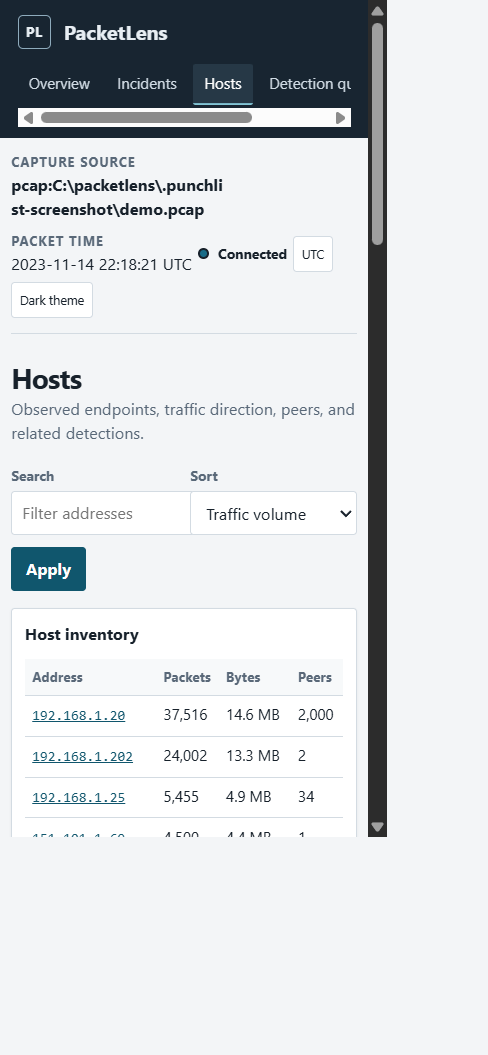 PL PacketLens
Overview Incidents Hosts Detection qu
CAPTURE SOURCE
pcap:C:\packetlens\.punchli
st-screenshot\demo.pcap
PACKET TIME
2023-11-14 22:18:21 UTC Connected UTC
Dark theme
Hosts
Observed endpoints, traffic direction, peers, and
related detections.
Search Sort
Filter addresses Traffic volume
Apply
Host inventory
Address Packets Bytes Peers
192.168.1.20 37,516 14.6 MB 2,000
192.168.1.202 24,002 13.3 MB 2
192.168.1.25 5,455 4.9 MB 34